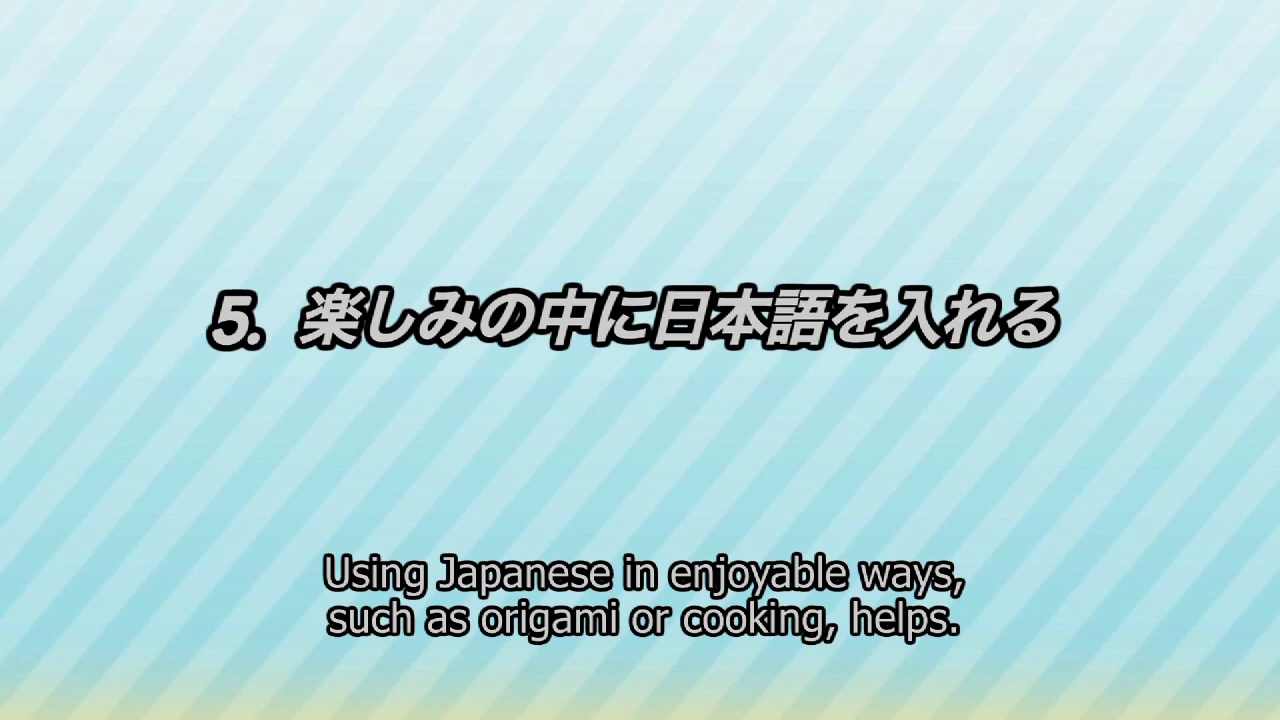 5. 楽しみの中に日本語を入れる
Using Japanese in enjoyable ways,
such as origami or cooking, helps.